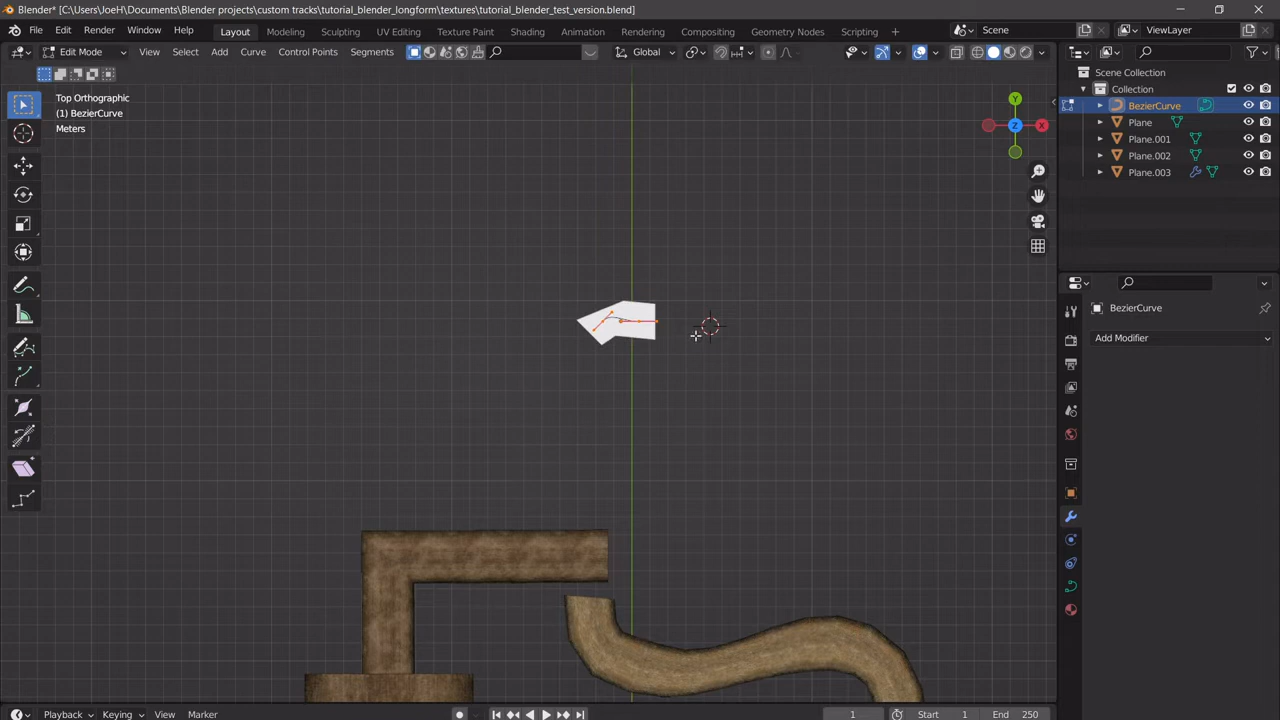 Blender* [C:\Users\JoeH\Documents\Blender projects\custom tracks\tutorial_blender_longform\textures\tutorial_blender_test_version.blend]
File Edit Render Window Help Layout Modeling Sculpting UV Editing Texture Paint Shading Animation Rendering Compositing Geometry Nodes Scripting Scene ViewLayer
Edit Mode View Select Add Curve Control Points Segments Global
Scene Collection
Collection
BezierCurve
Plane
Plane.001
Plane.002
Plane.003
Top Orthographic
(1) BezierCurve
Meters
Y
Z
X
BezierCurve
Add Modifier
Playback Keying View Marker 1 Start 1 End 250